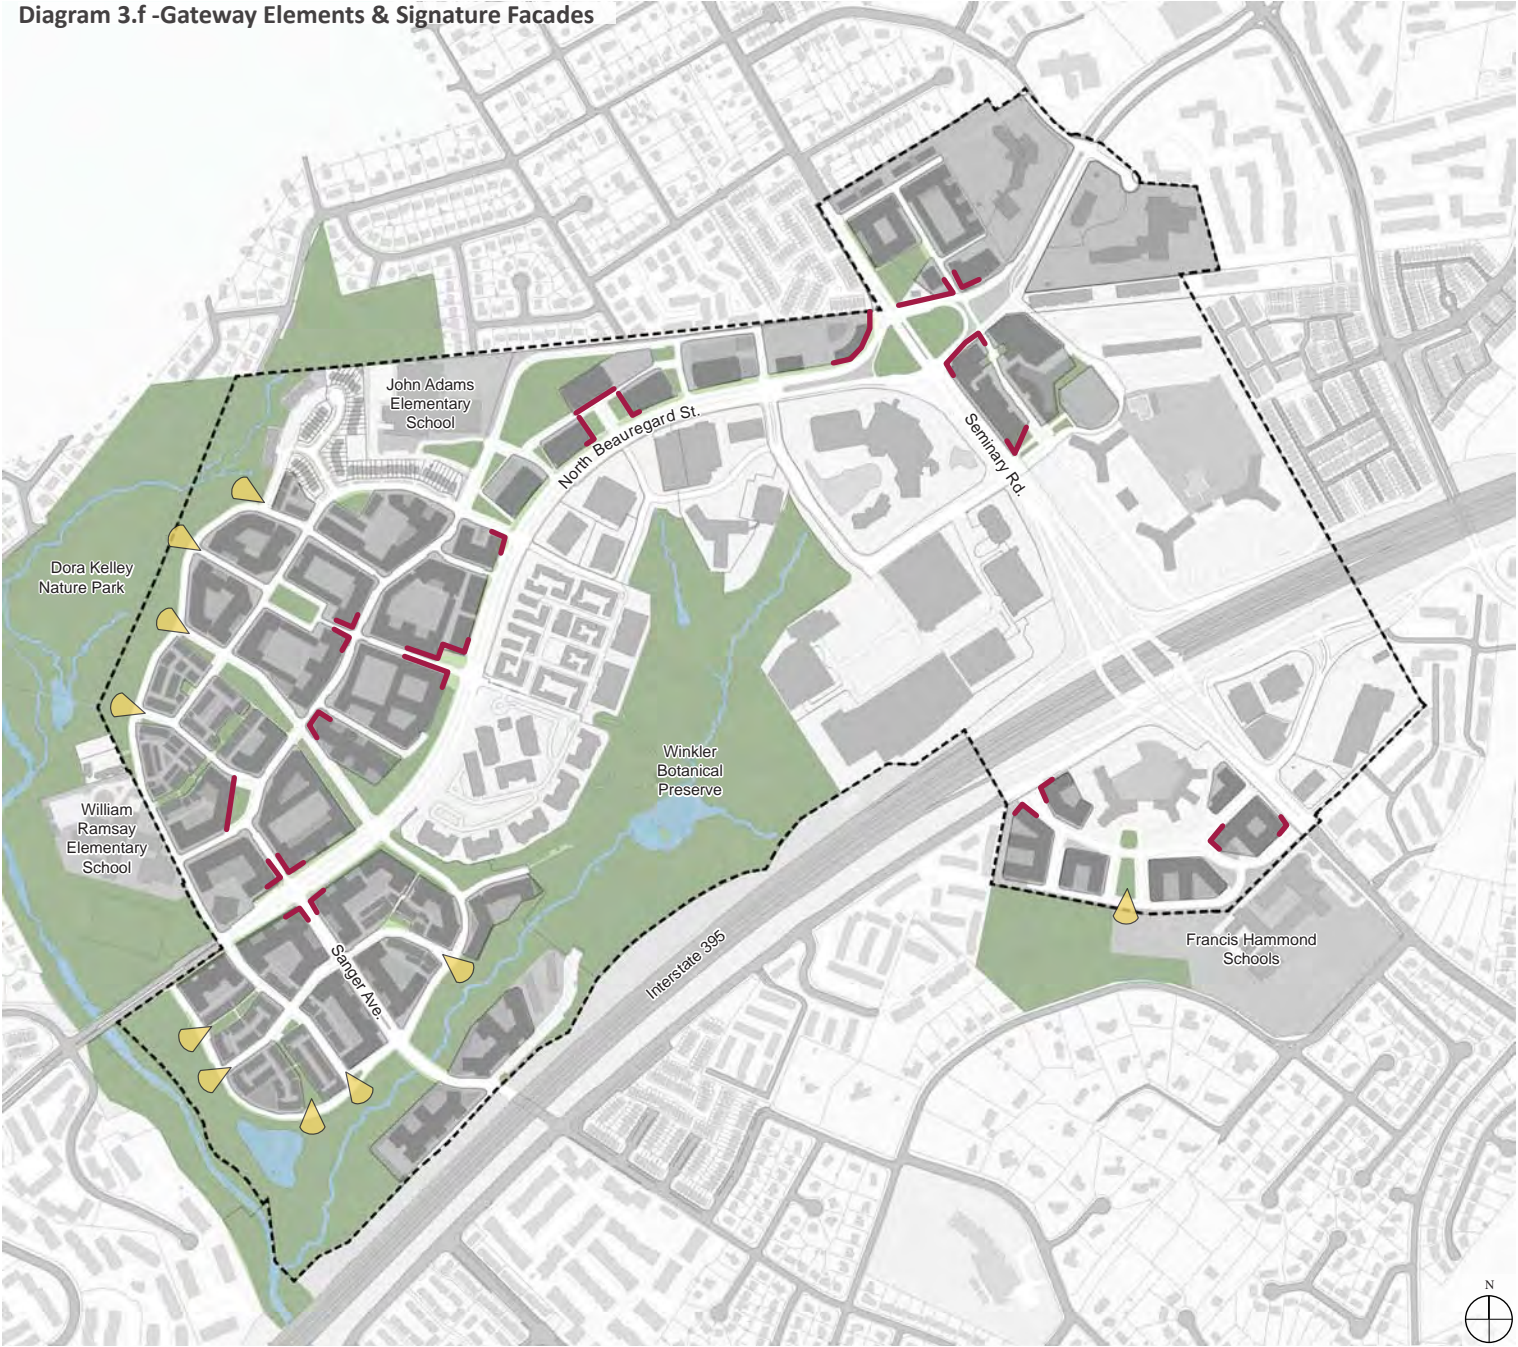 Diagram 3.f -Gateway Elements & Signature Facades
John Adams
Elementary
School
North Beauregard St.
Seminary Rd.
Dora Kelley
Nature Park
Winkler
Botanical
Preserve
William
Ramsay
Elementary
School
Sanger Ave.
Interstate 395
Francis Hammond
Schools
N